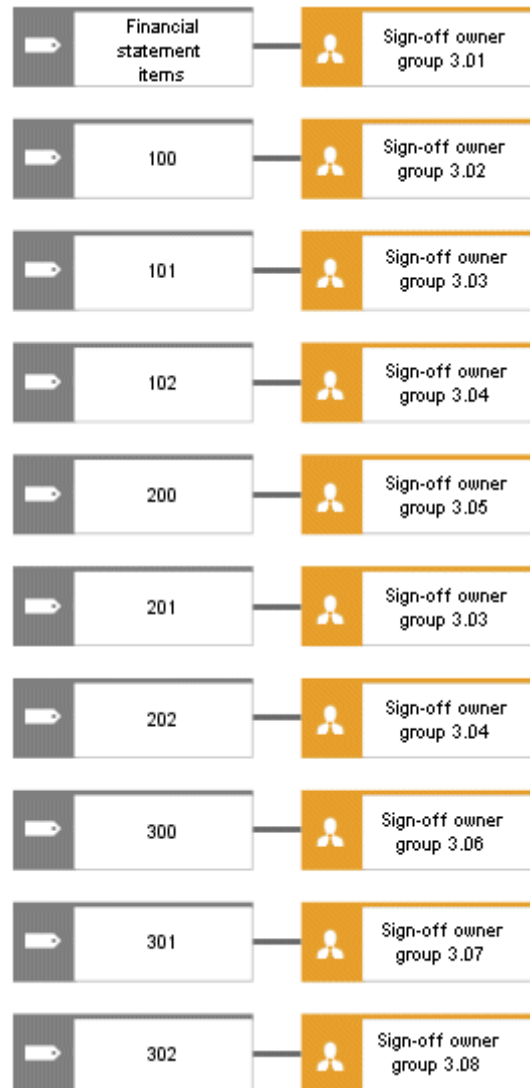 Financial
statement
items
Sign-off owner
group 3.01
100
Sign-off owner
group 3.02
101
Sign-off owner
group 3.03
102
Sign-off owner
group 3.04
200
Sign-off owner
group 3.05
201
Sign-off owner
group 3.03
202
Sign-off owner
group 3.04
300
Sign-off owner
group 3.06
301
Sign-off owner
group 3.07
302
Sign-off owner
group 3.08